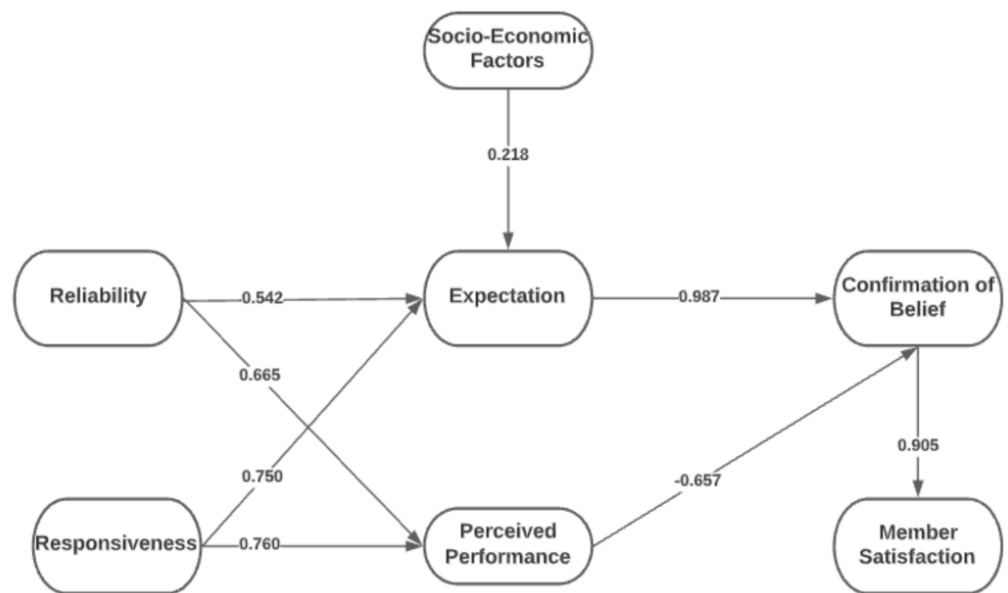 Socio-Economic
Factors
0.218
Reliability
0.542
Expectation
0.987
Confirmation of
Belief
0.665
0.750
0.905
-0.657
Responsiveness
0.760
Perceived
Performance
Member
Satisfaction